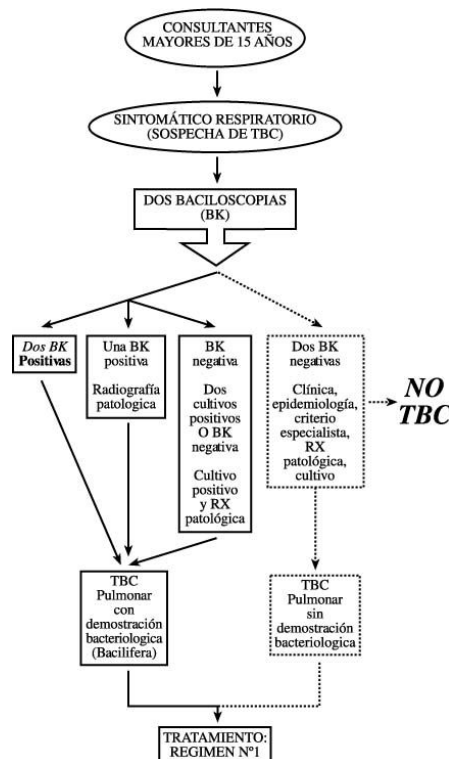 CONSULTANTES
MAYORES DE 15 AÑOS
SINTOMÁTICO RESPIRATORIO
(SOSPECHA DE TBC)
DOS BACILOSCOPIAS
(BK)
Dos BK
Positivas
Una BK
positiva
Radiografía
patologica
BK
negativa
Dos
cultivos
positivos
O BK
negativa
Cultivo
positivo
y RX
patológica
Dos BK
negativas
Clínica,
epidemiología,
criterio
especialista,
RX
patológica,
cultivo
NO
TBC
TBC
Pulmonar
con
demostración
bacteriologica
(Bacilifera)
TBC
Pulmonar
sin
demostración
bacteriologica
TRATAMIENTO:
REGIMEN Nº1